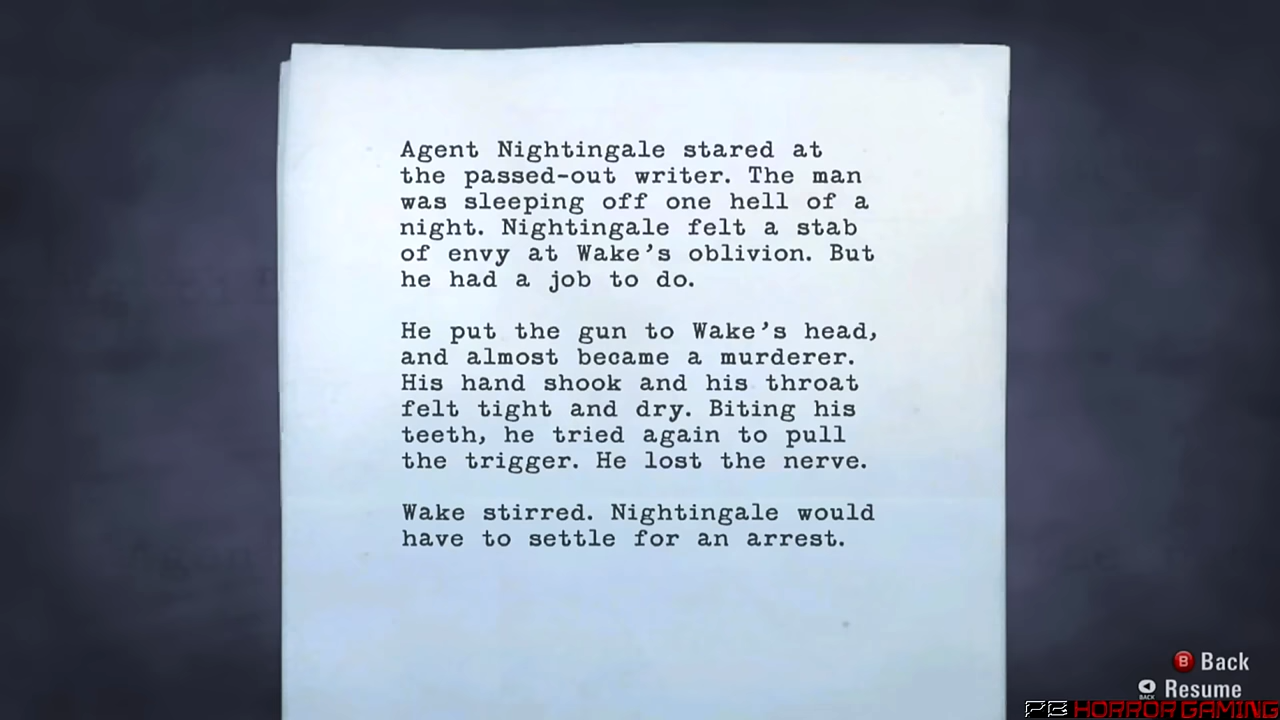 Agent Nightingale stared at
the passed-out writer. The man
was sleeping off one hell of a
night. Nightingale felt a stab
of envy at Wake's oblivion. But
he had a job to do.
He put the gun to Wake's head,
and almost became a murderer.
His hand shook and his throat
felt tight and dry. Biting his
teeth, he tried again to pull
the trigger. He lost the nerve.
Wake stirred. Nightingale would
have to settle for an arrest.
B Back
BACK Resume
HORROR GAMING